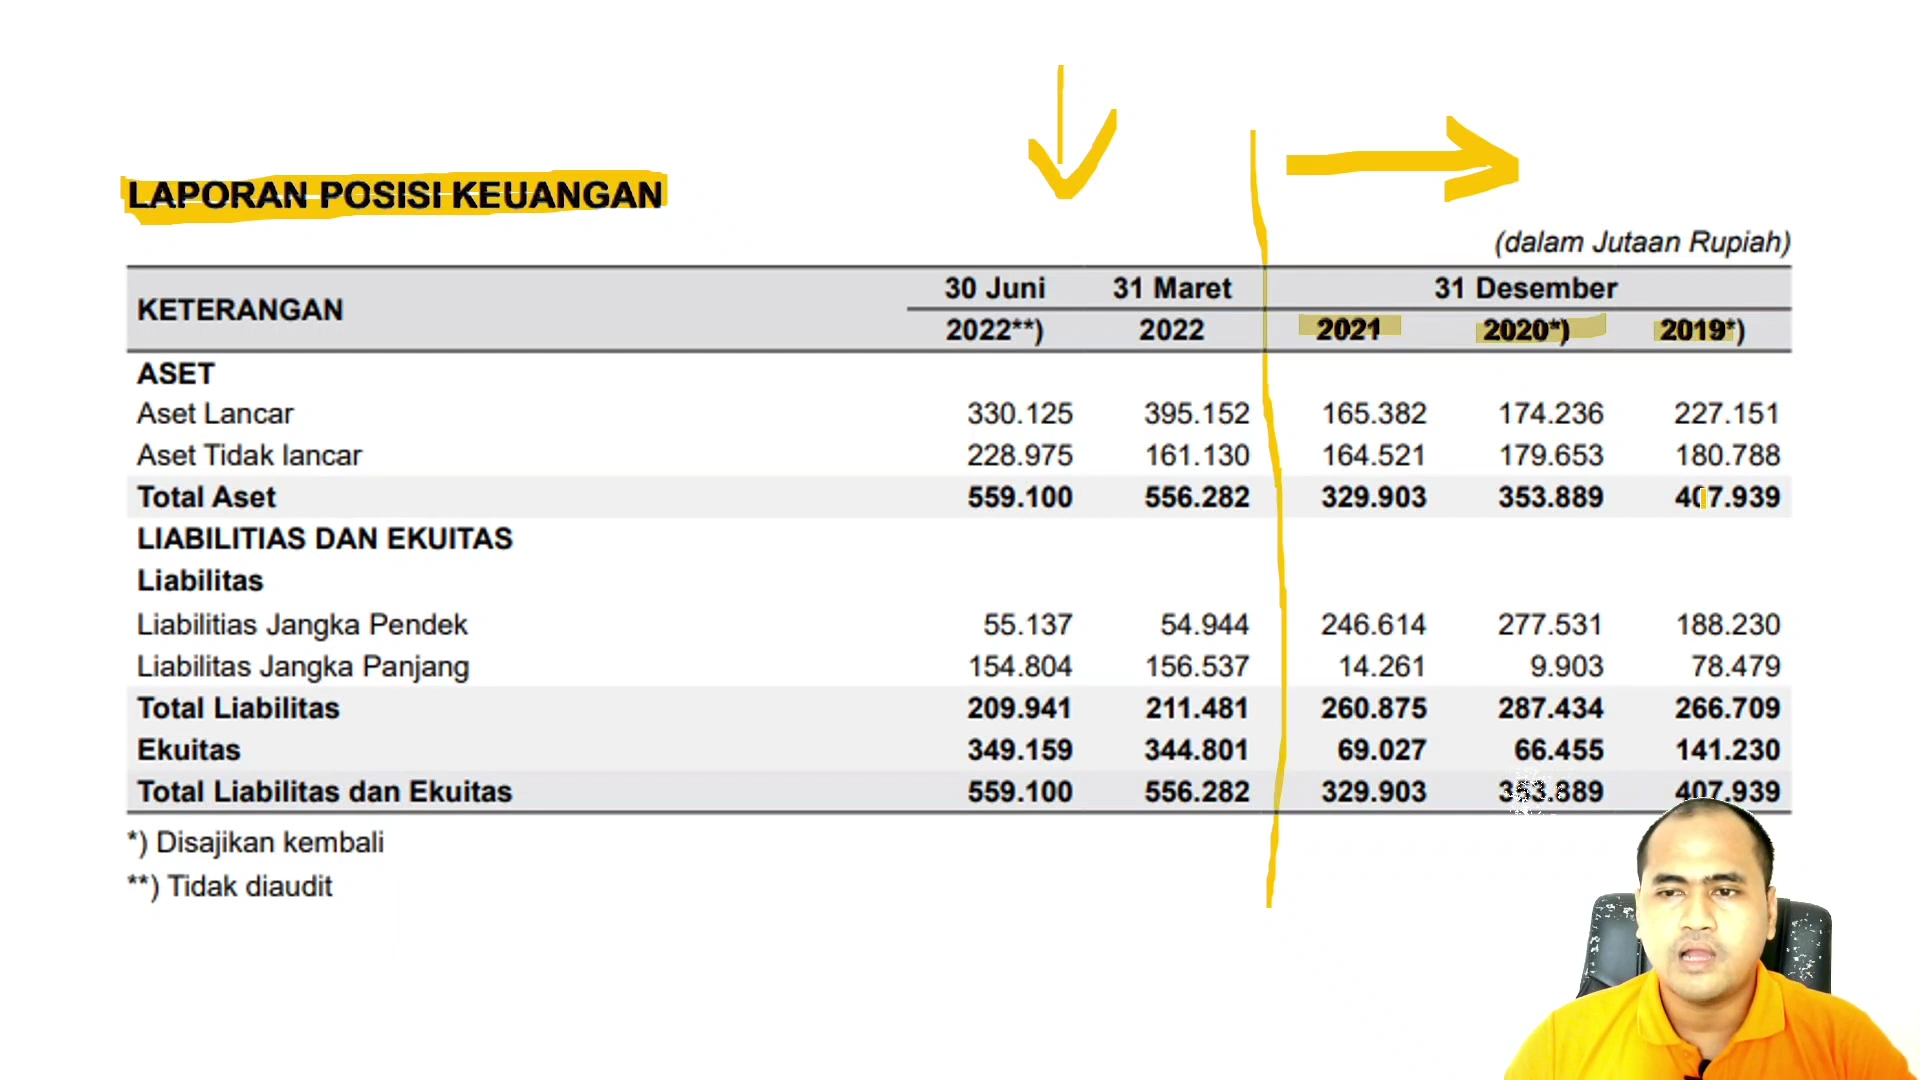 LAPORAN POSISI KEUANGAN
(dalam Jutaan Rupiah)
KETERANGAN 30 Juni 31 Maret 31 Desember
2022**) 2022 2021 2020*) 2019*)
ASET
Aset Lancar 330.125 395.152 165.382 174.236 227.151
Aset Tidak lancar 228.975 161.130 164.521 179.653 180.788
Total Aset 559.100 556.282 329.903 353.889 407.939
LIABILITIAS DAN EKUITAS
Liabilitas
Liabilitias Jangka Pendek 55.137 54.944 246.614 277.531 188.230
Liabilitas Jangka Panjang 154.804 156.537 14.261 9.903 78.479
Total Liabilitas 209.941 211.481 260.875 287.434 266.709
Ekuitas 349.159 344.801 69.027 66.455 141.230
Total Liabilitas dan Ekuitas 559.100 556.282 329.903 353.889 407.939
*) Disajikan kembali
**) Tidak diaudit